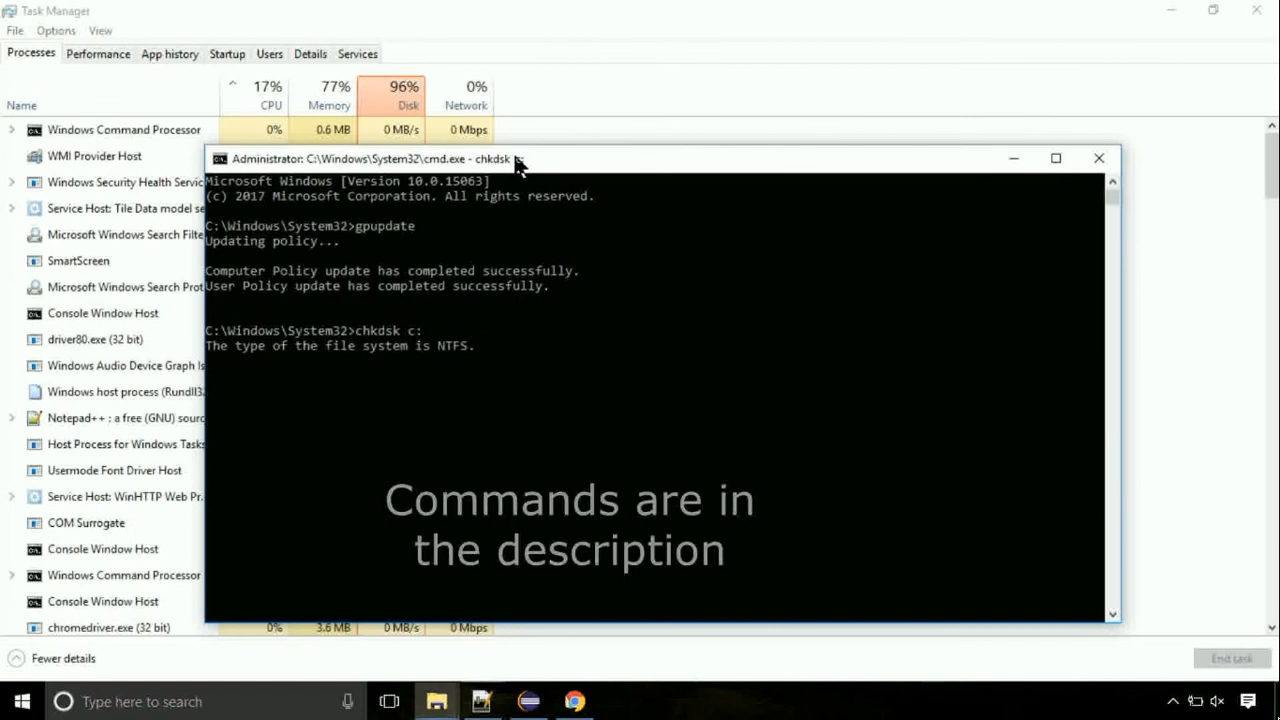 Task Manager
File Options View
Processes Performance App history Startup Users Details Services
17% 77% 96% 0%
Name CPU Memory Disk Network
Windows Command Processor 0% 0.6 MB 0 MB/s 0 Mbps
WMI Provider Host
Windows Security Health Servic
Service Host: Tile Data model se
Microsoft Windows Search Filte
SmartScreen
Microsoft Windows Search Prot
Console Window Host
driver80.exe (32 bit)
Windows Audio Device Graph Is
Windows host process (Rundll3
Notepad++ : a free (GNU) sourc
Host Process for Windows Tasks
Usermode Font Driver Host
Service Host: WinHTTP Web Pr
COM Surrogate
Console Window Host
Windows Command Processor
Console Window Host
chromedriver.exe (32 bit) 0% 3.6 MB 0 MB/s 0 Mbps
Administrator: C:\Windows\System32\cmd.exe - chkdsk
Microsoft Windows [Version 10.0.15063]
(c) 2017 Microsoft Corporation. All rights reserved.
C:\Windows\System32>gpupdate
Updating policy...
Computer Policy update has completed successfully.
User Policy update has completed successfully.
C:\Windows\System32>chkdsk c:
The type of the file system is NTFS.
Commands are in
the description
Fewer details
End task
Type here to search